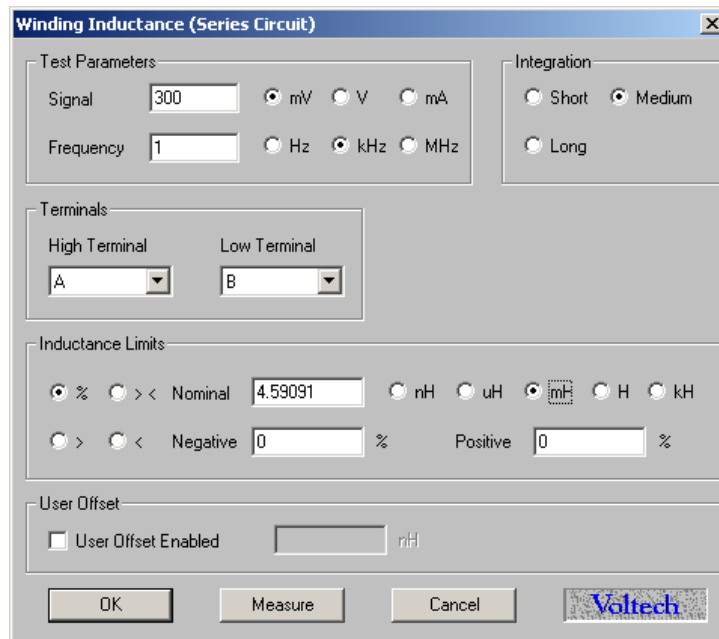 Winding Inductance (Series Circuit)
Test Parameters
Signal 300 mV V mA
Frequency 1 Hz kHz MHz
Integration
Short Medium
Long
Terminals
High Terminal Low Terminal
A B
Inductance Limits
% > < Nominal 4.59091 nH uH mH H kH
> < Negative 0 % Positive 0 %
User Offset
User Offset Enabled nH
OK Measure Cancel Voltech